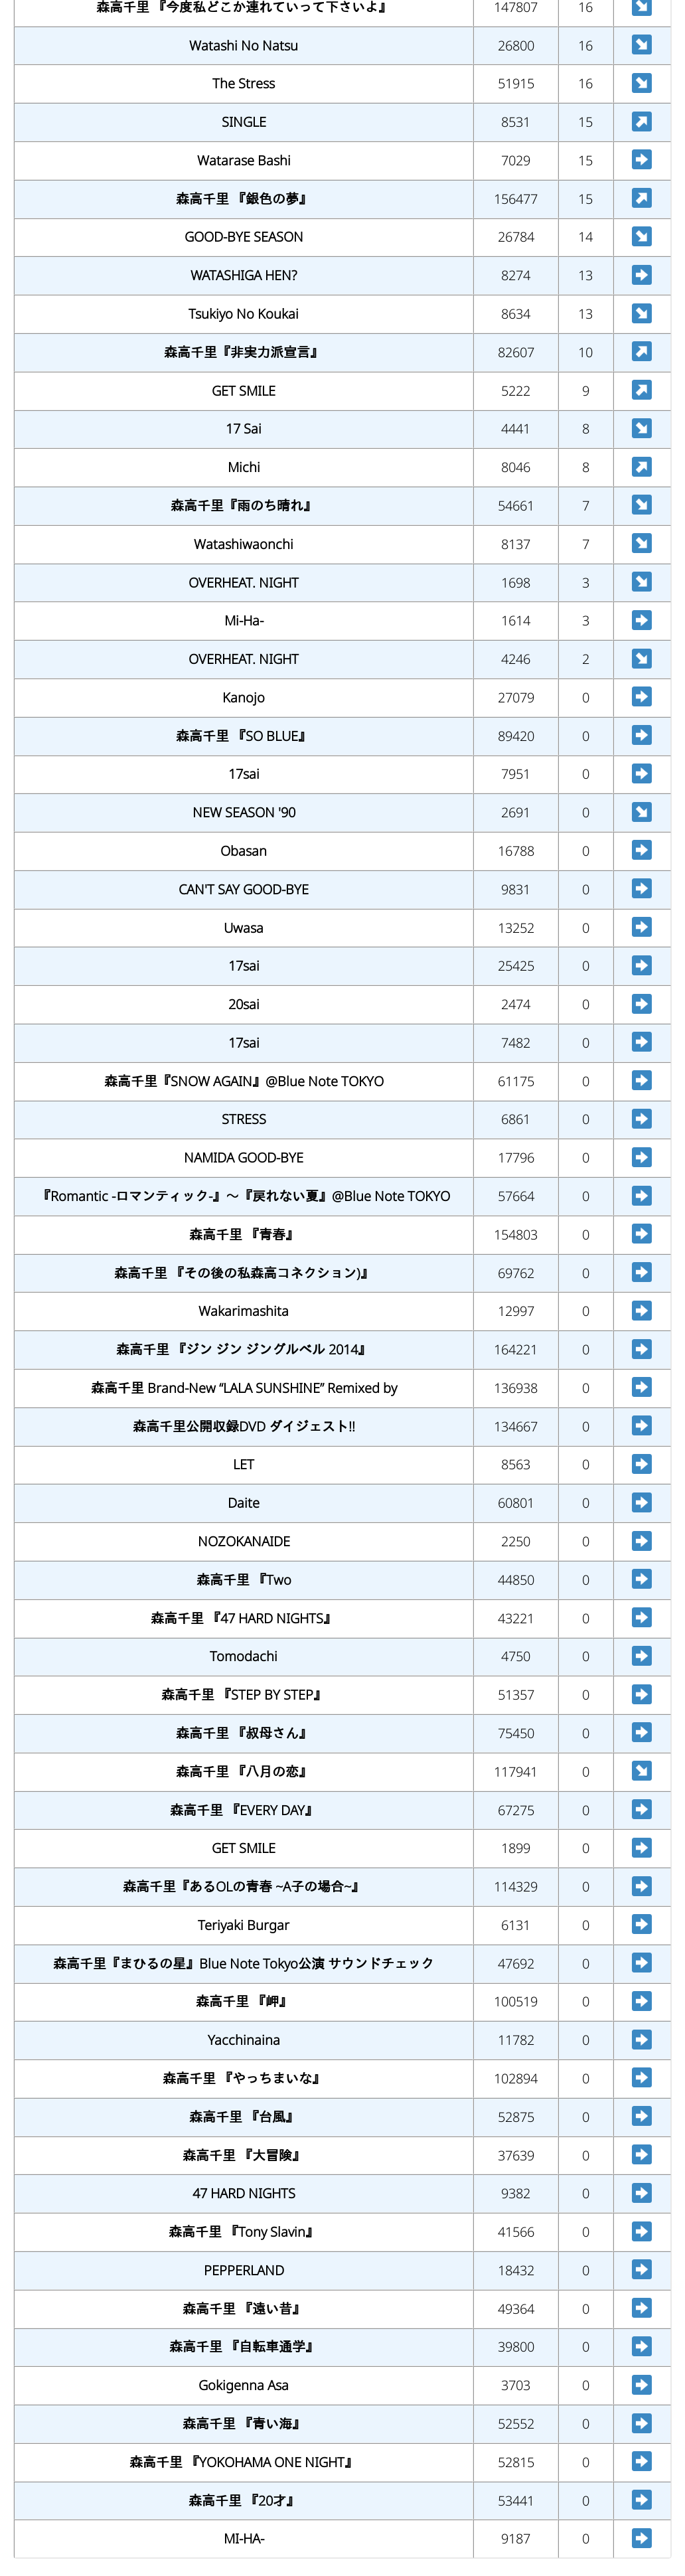 森高千里 『今度私どこか連れていって下さいよ』 147807 16
Watashi No Natsu 26800 16
The Stress 51915 16
SINGLE 8531 15
Watarase Bashi 7029 15
森高千里 『銀色の夢』 156477 15
GOOD-BYE SEASON 26784 14
WATASHIGA HEN? 8274 13
Tsukiyo No Koukai 8634 13
森高千里『非実力派宣言』 82607 10
GET SMILE 5222 9
17 Sai 4441 8
Michi 8046 8
森高千里『雨のち晴れ』 54661 7
Watashiwaonchi 8137 7
OVERHEAT. NIGHT 1698 3
Mi-Ha- 1614 3
OVERHEAT. NIGHT 4246 2
Kanojo 27079 0
森高千里 『SO BLUE』 89420 0
17sai 7951 0
NEW SEASON '90 2691 0
Obasan 16788 0
CAN'T SAY GOOD-BYE 9831 0
Uwasa 13252 0
17sai 25425 0
20sai 2474 0
17sai 7482 0
森高千里『SNOW AGAIN』@Blue Note TOKYO 61175 0
STRESS 6861 0
NAMIDA GOOD-BYE 17796 0
『Romantic -ロマンティック-』～『戻れない夏』@Blue Note TOKYO 57664 0
森高千里 『青春』 154803 0
森高千里 『その後の私森高コネクション)』 69762 0
Wakarimashita 12997 0
森高千里 『ジン ジン ジングルベル 2014』 164221 0
森高千里 Brand-New “LALA SUNSHINE” Remixed by 136938 0
森高千里公開収録DVD ダイジェスト!! 134667 0
LET 8563 0
Daite 60801 0
NOZOKANAIDE 2250 0
森高千里 『Two 44850 0
森高千里 『47 HARD NIGHTS』 43221 0
Tomodachi 4750 0
森高千里 『STEP BY STEP』 51357 0
森高千里 『叔母さん』 75450 0
森高千里 『八月の恋』 117941 0
森高千里 『EVERY DAY』 67275 0
GET SMILE 1899 0
森高千里『あるOLの青春 ~A子の場合~』 114329 0
Teriyaki Burgar 6131 0
森高千里『まひるの星』Blue Note Tokyo公演 サウンドチェック 47692 0
森高千里 『岬』 100519 0
Yacchinaina 11782 0
森高千里 『やっちまいな』 102894 0
森高千里 『台風』 52875 0
森高千里 『大冒険』 37639 0
47 HARD NIGHTS 9382 0
森高千里 『Tony Slavin』 41566 0
PEPPERLAND 18432 0
森高千里 『遠い昔』 49364 0
森高千里 『自転車通学』 39800 0
Gokigenna Asa 3703 0
森高千里 『青い海』 52552 0
森高千里 『YOKOHAMA ONE NIGHT』 52815 0
森高千里 『20才』 53441 0
MI-HA- 9187 0